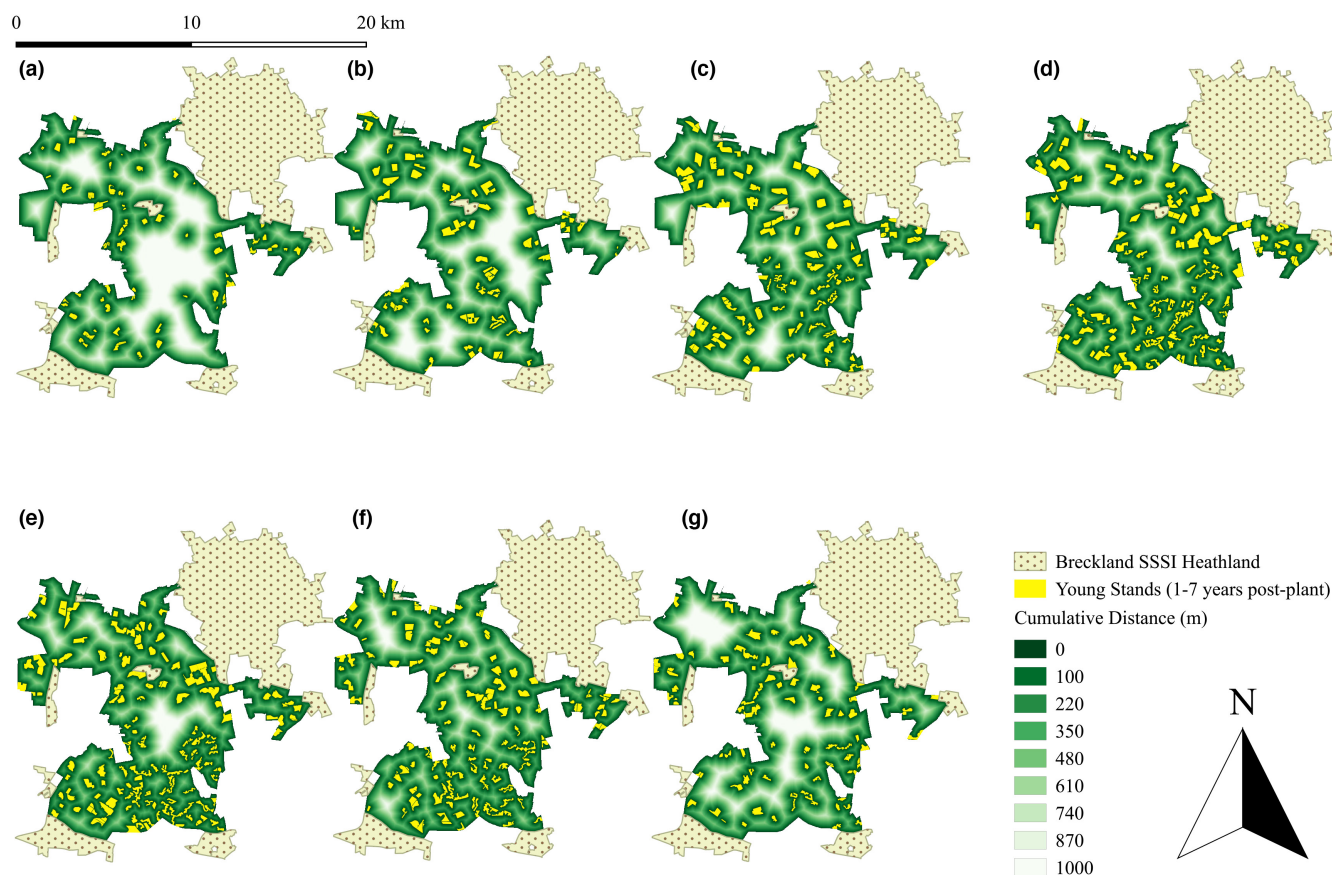 0 10 20 km
(a) (b) (c) (d)
(e) (f) (g)
Breckland SSSI Heathland
Young Stands (1-7 years post-plant)
Cumulative Distance (m)
0
100
220
350
480
610
740
870
1000
N